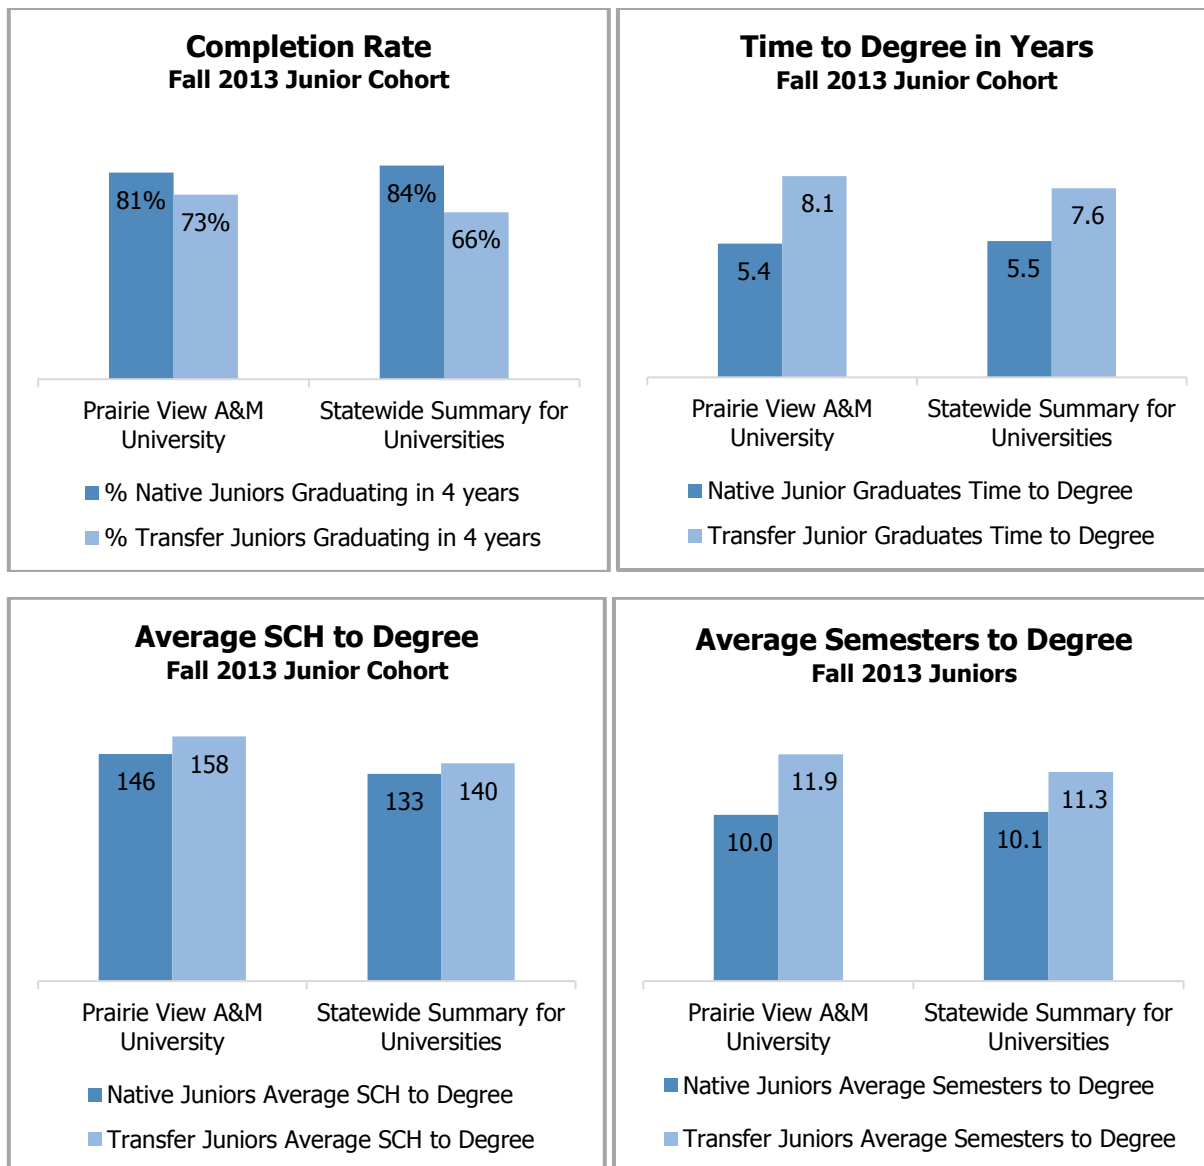 Completion Rate
Fall 2013 Junior Cohort
81%
73%
84%
66%
Prairie View A&M
University
Statewide Summary for
Universities
% Native Juniors Graduating in 4 years
% Transfer Juniors Graduating in 4 years
Time to Degree in Years
Fall 2013 Junior Cohort
5.4
8.1
5.5
7.6
Prairie View A&M
University
Statewide Summary for
Universities
Native Junior Graduates Time to Degree
Transfer Junior Graduates Time to Degree
Average SCH to Degree
Fall 2013 Junior Cohort
146
158
133
140
Prairie View A&M
University
Statewide Summary for
Universities
Native Juniors Average SCH to Degree
Transfer Juniors Average SCH to Degree
Average Semesters to Degree
Fall 2013 Juniors
10.0
11.9
10.1
11.3
Prairie View A&M
University
Statewide Summary for
Universities
Native Juniors Average Semesters to Degree
Transfer Juniors Average Semesters to Degree